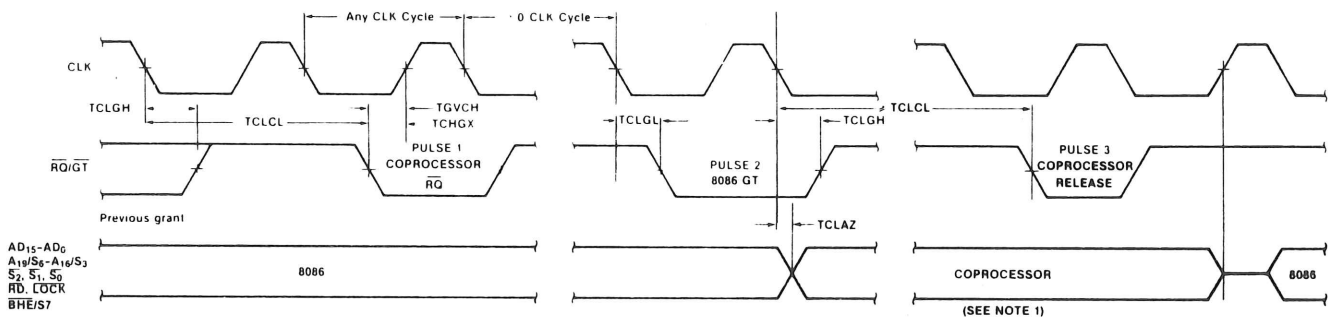 Any CLK Cycle
0 CLK Cycle
CLK
TCLGH
TCLCL
TGVCH
TCHGX
TCLGL
TCLGH
TCLCL
RQ/GT
PULSE 1
COPROCESSOR
RQ
PULSE 2
8086 GT
PULSE 3
COPROCESSOR
RELEASE
Previous grant
TCLAZ
AD15-AD0
A19/S6-A16/S3
S2, S1, S0
RD, LOCK
BHE/S7
8086
COPROCESSOR
8086
(SEE NOTE 1)